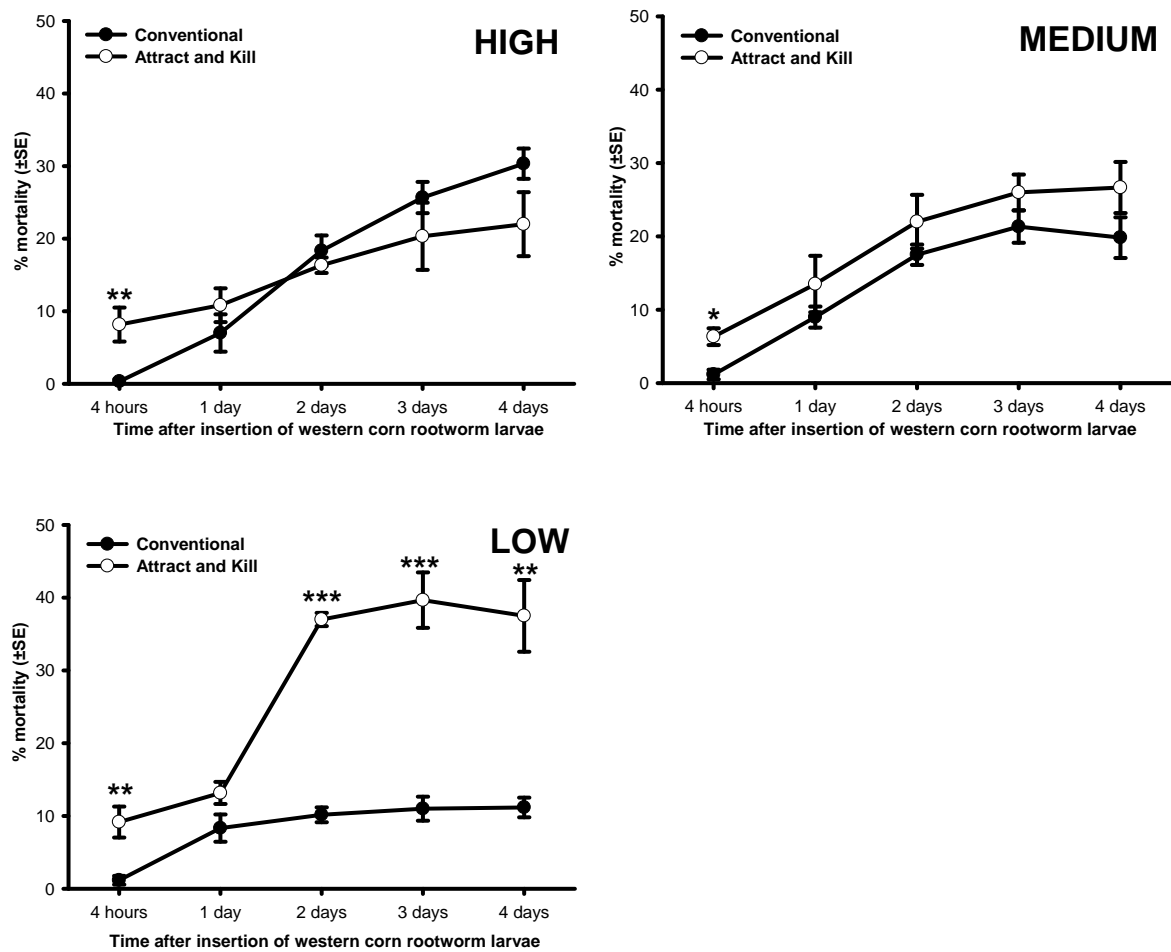 HIGH
Conventional
Attract and Kill
% mortality (±SE)
50
40
30
20
10
0
**
4 hours 1 day 2 days 3 days 4 days
Time after insertion of western corn rootworm larvae
MEDIUM
Conventional
Attract and Kill
% mortality (±SE)
50
40
30
20
10
0
*
4 hours 1 day 2 days 3 days 4 days
Time after insertion of western corn rootworm larvae
LOW
Conventional
Attract and Kill
% mortality (±SE)
50
40
30
20
10
0
** *** *** **
4 hours 1 day 2 days 3 days 4 days
Time after insertion of western corn rootworm larvae